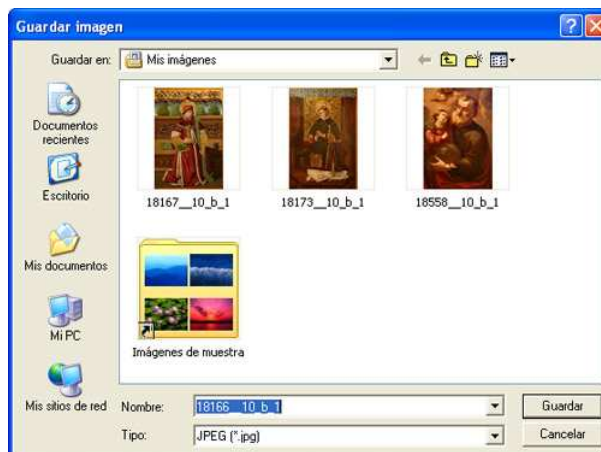 Guardar imagen
Guardar en: Mis imágenes
Documentos
recientes
Escritorio
Mis documentos
Mi PC
Mis sitios de red
18167__10_b_1
18173__10_b_1
18558__10_b_1
Imágenes de muestra
Nombre: 18166__10_b_1
Guardar
Tipo: JPEG (*.jpg)
Cancelar